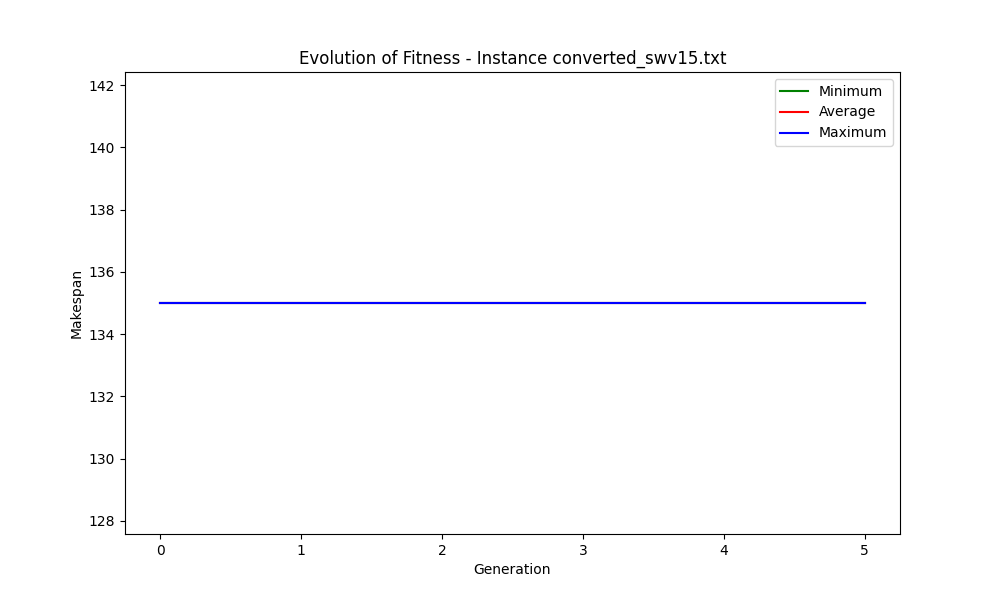 Evolution of Fitness - Instance converted_swv15.txt
Minimum
Average
Maximum
142
140
138
136
134
132
130
128
Makespan
0 1 2 3 4 5
Generation